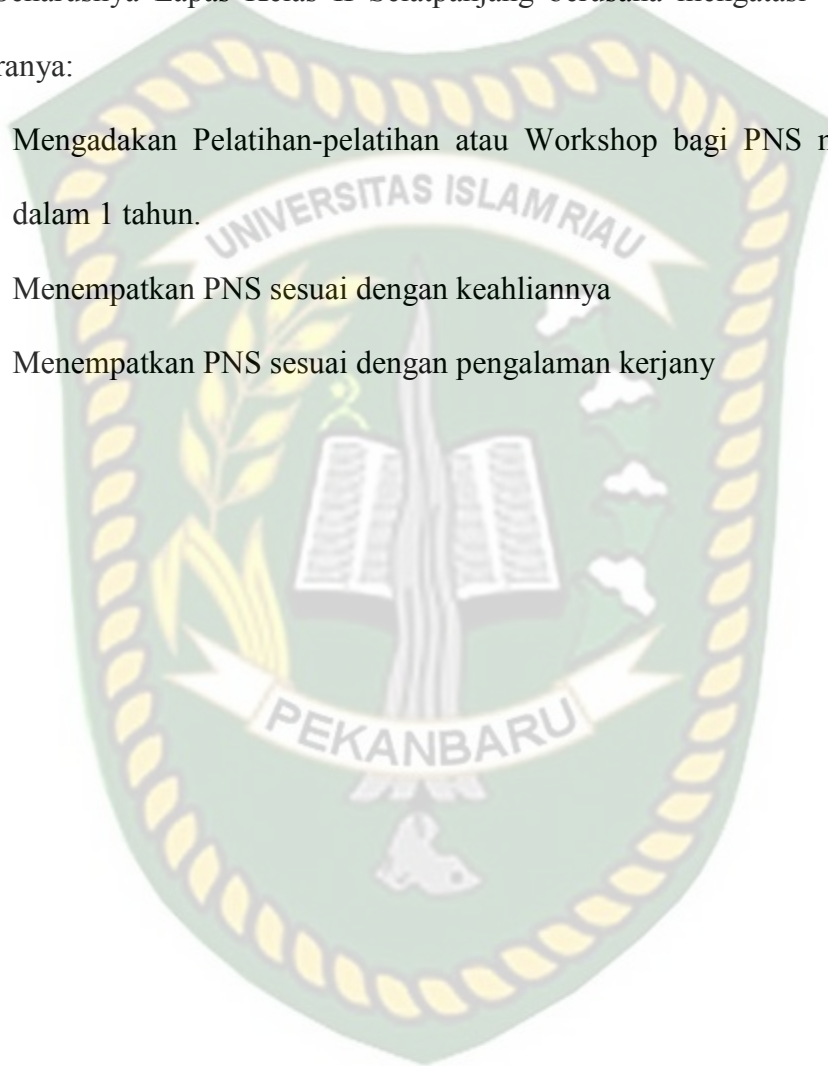 Lapas Kelas II Selatpanjang berusaha mengatasi
ranya:
Mengadakan Pelatihan-pelatihan atau Workshop bagi PNS
dalam 1 tahun.
UNIVERSITAS ISLAM RIAU
Menempatkan PNS sesuai dengan keahliannya
Menempatkan PNS sesuai dengan pengalaman kerjany
PEKANBARU